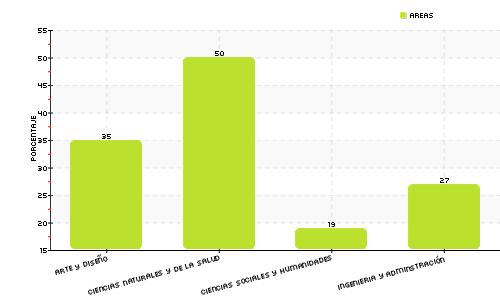 AREAS
55
50
45
40
35
30
25
20
15
PORCENTAJE
35
50
19
27
ARTE Y DISEÑO
CIENCIAS NATURALES Y DE LA SALUD
CIENCIAS SOCIALES Y HUMANIDADES
INGENIERIA Y ADMINSTRACIÓN